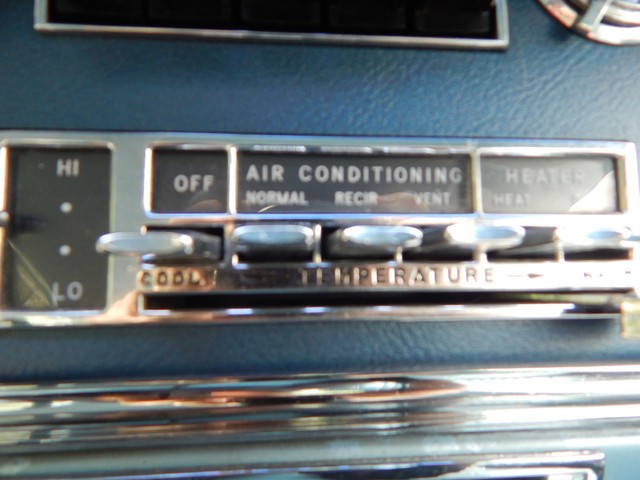 HI
LO
OFF
AIR CONDITIONING
NORMAL RECIR VENT
HEATER
HEAT
COOL TEMPERATURE